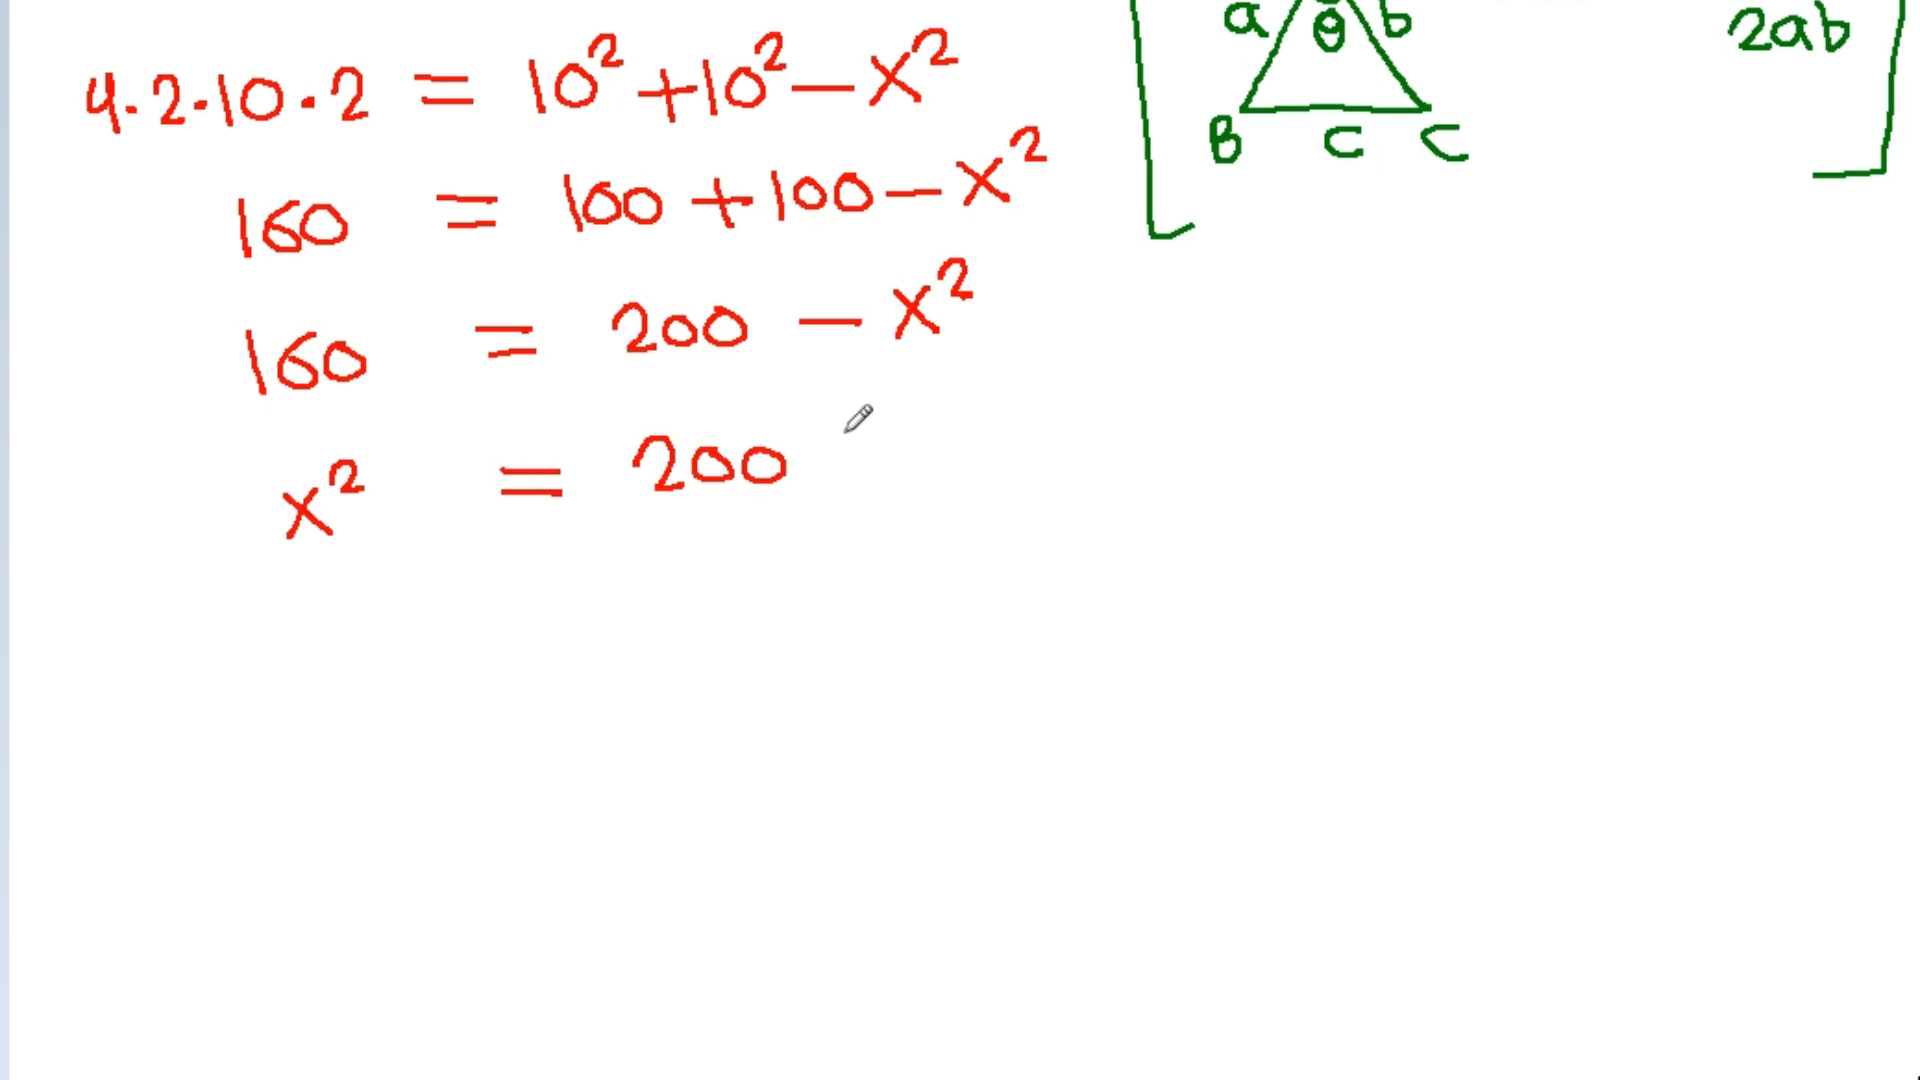 4·2·10·2 = 10²+10²-x²
160 = 100+100-x²
160 = 200 - x²
x² = 200
a θ b
2ab
B c C